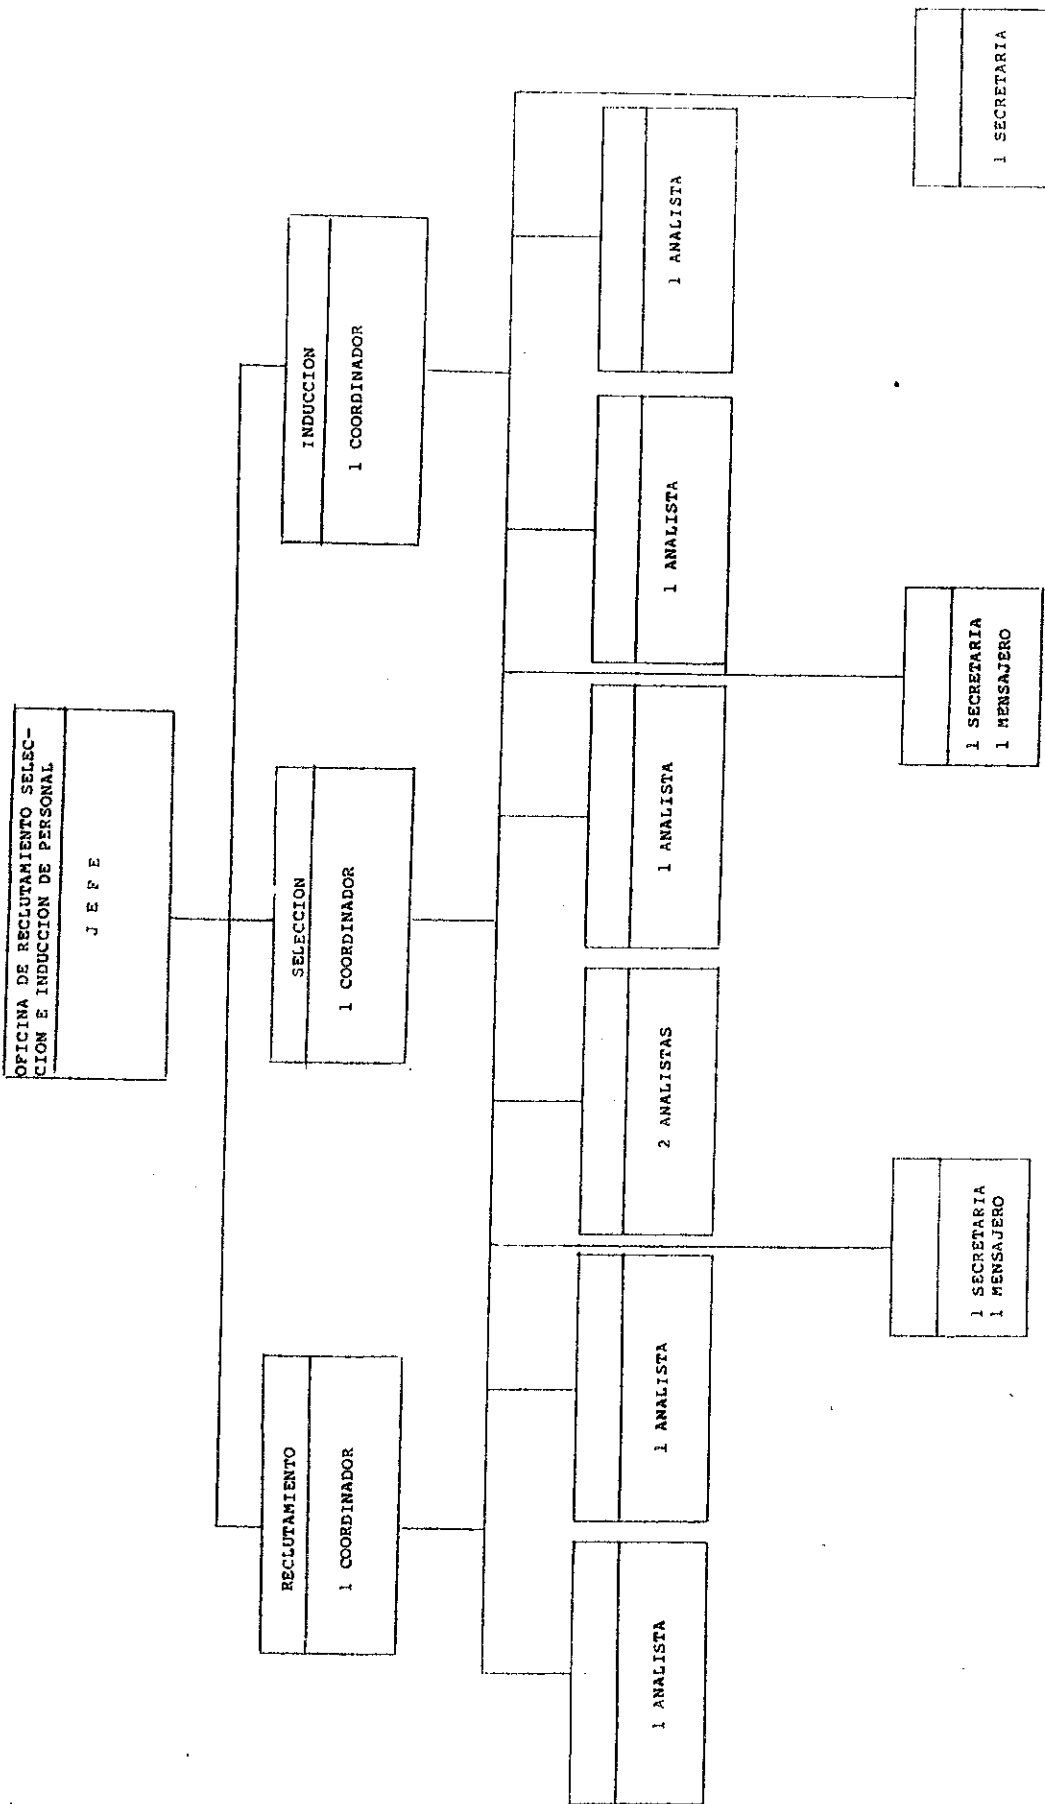 OFICINA DE RECLUTAMIENTO SELEC-
CION E INDUCCION DE PERSONAL
J E F E
RECLUTAMIENTO
1 COORDINADOR
SELECCION
1 COORDINADOR
INDUCCION
1 COORDINADOR
1 ANALISTA
1 ANALISTA
2 ANALISTAS
1 ANALISTA
1 ANALISTA
1 ANALISTA
1 SECRETARIA
1 MENSAJERO
1 SECRETARIA
1 MENSAJERO
1 SECRETARIA